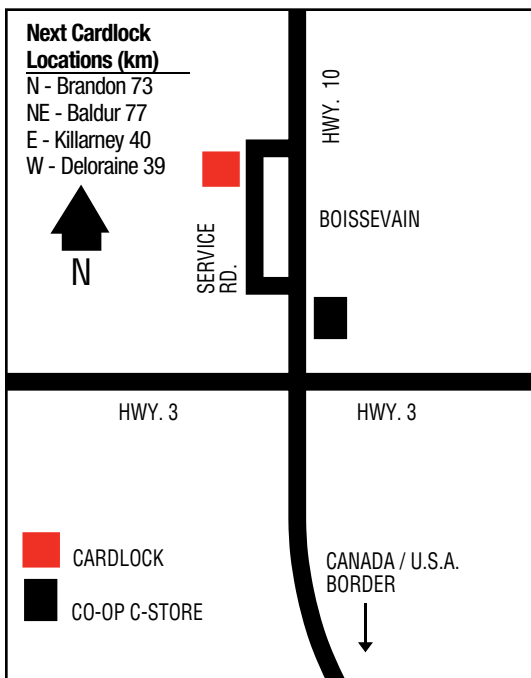 Next Cardlock
Locations (km)
N - Brandon 73
NE - Baldur 77
E - Killarney 40
W - Deloraine 39
N
HWY. 10
SERVICE
RD.
BOISSEVAIN
HWY. 3
HWY. 3
CARDLOCK
CO-OP C-STORE
CANADA / U.S.A.
BORDER